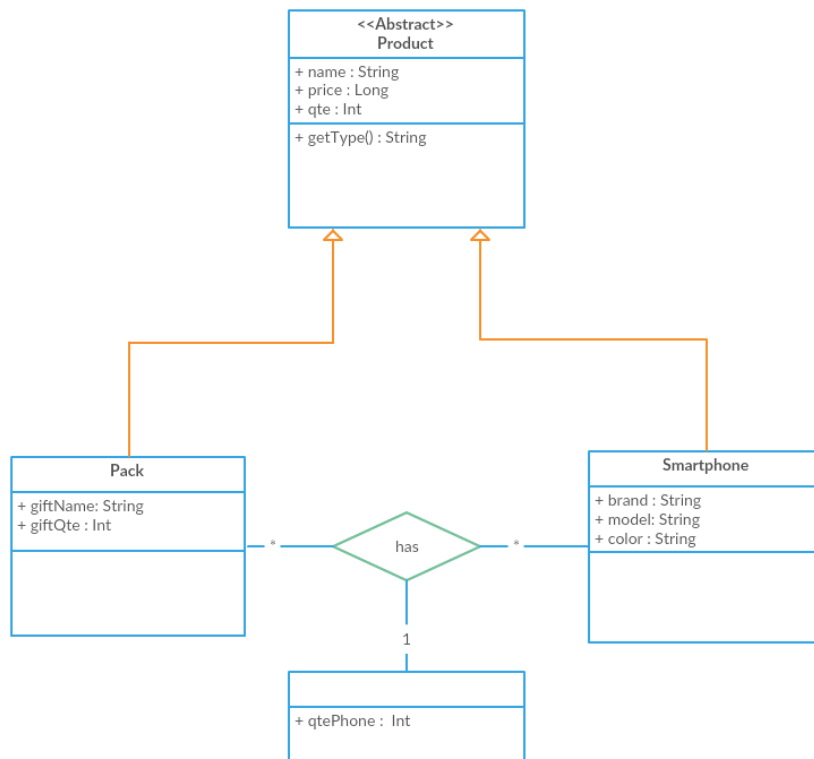 <<Abstract>>
Product
+ name : String
+ price : Long
+ qte : Int
+ getType() : String
Pack
+ giftName: String
+ giftQte : Int
Smartphone
+ brand : String
+ model: String
+ color : String
*
has
*
1
+ qtePhone :  Int